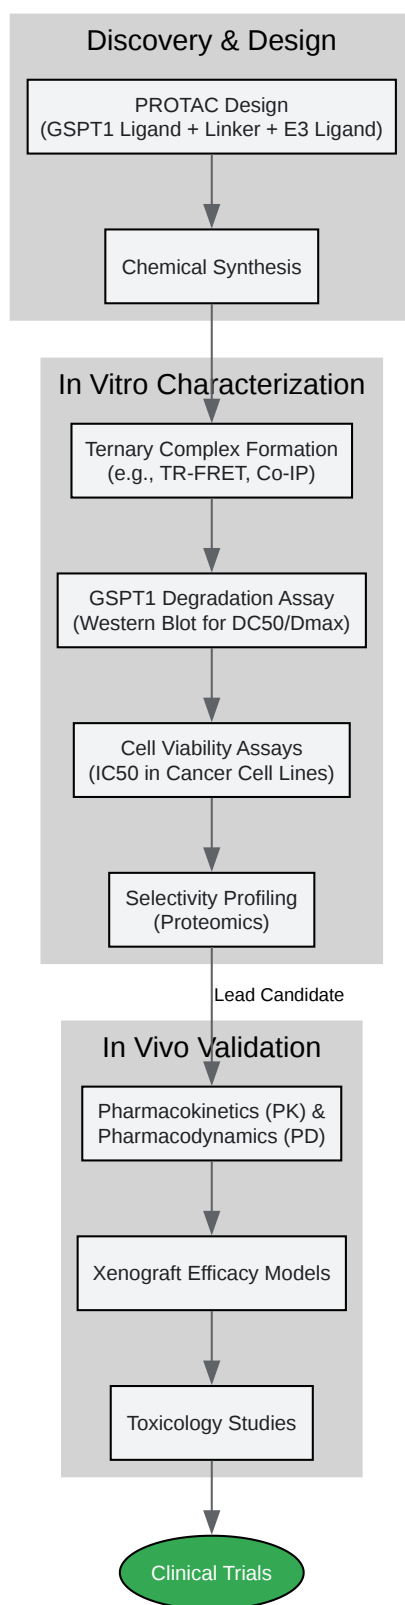 Discovery & Design
PROTAC Design
(GSPT1 Ligand + Linker + E3 Ligand)
Chemical Synthesis
In Vitro Characterization
Ternary Complex Formation
(e.g., TR-FRET, Co-IP)
GSPT1 Degradation Assay
(Western Blot for DC50/Dmax)
Cell Viability Assays
(IC50 in Cancer Cell Lines)
Selectivity Profiling
(Proteomics)
Lead Candidate
In Vivo Validation
Pharmacokinetics (PK) &
Pharmacodynamics (PD)
Xenograft Efficacy Models
Toxicology Studies
Clinical Trials